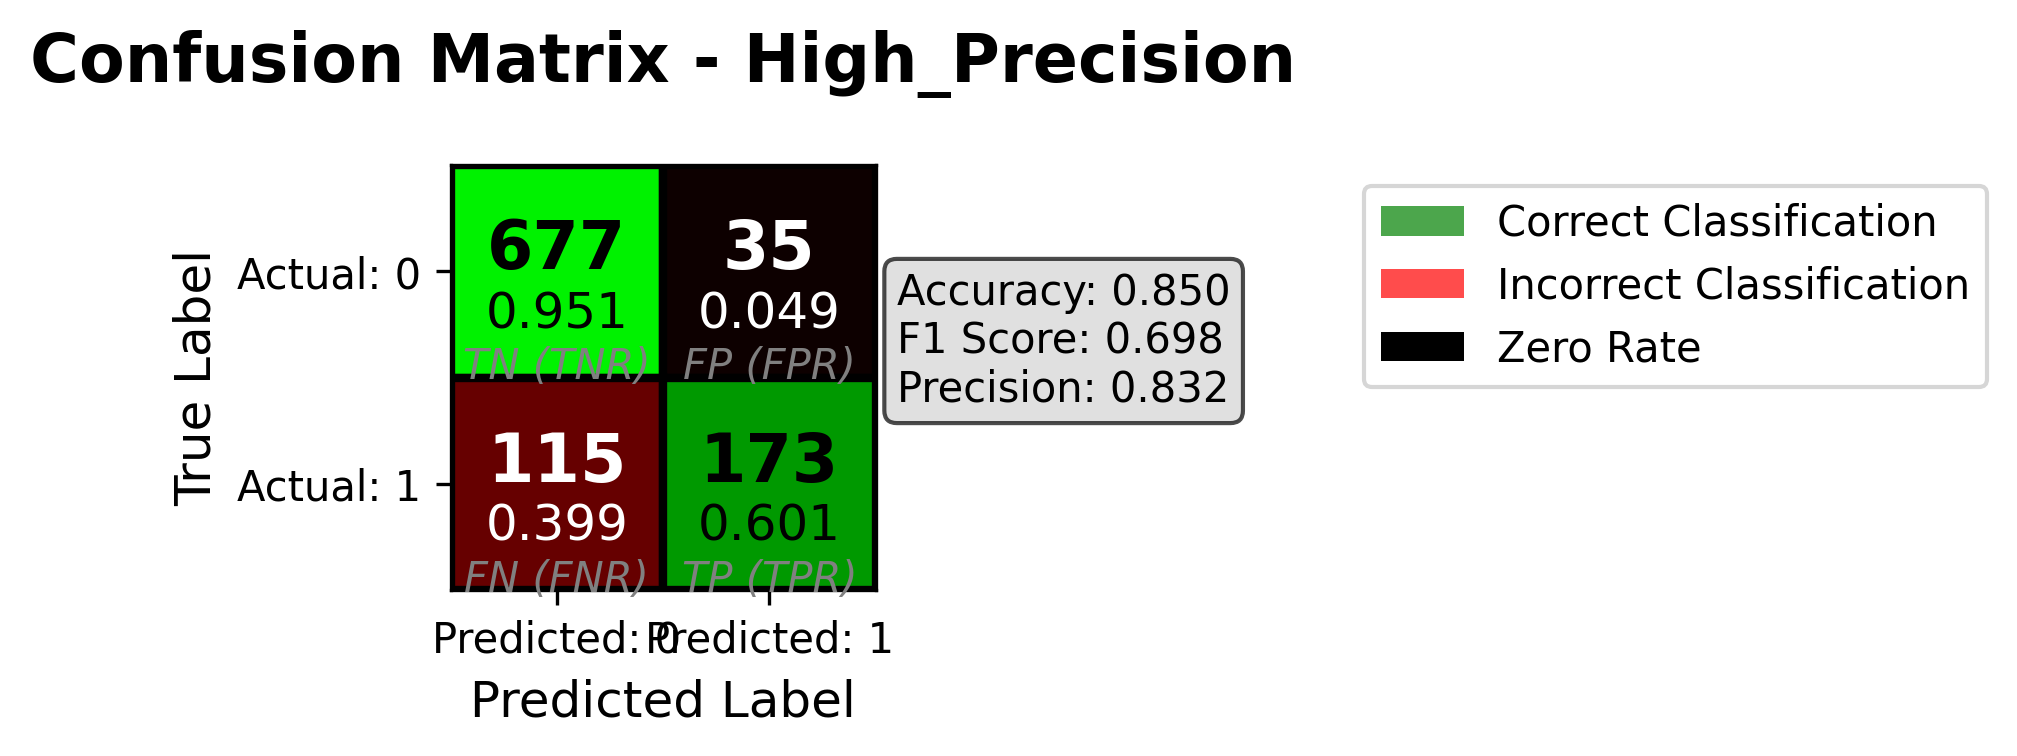 Confusion Matrix - High_Precision
True Label
Actual: 0
677
0.951
TN (TNR)
35
0.049
FP (FPR)
Actual: 1
115
0.399
FN (FNR)
173
0.601
TP (TPR)
Predicted: 0
Predicted: 1
Predicted Label
Accuracy: 0.850
F1 Score: 0.698
Precision: 0.832
Correct Classification
Incorrect Classification
Zero Rate